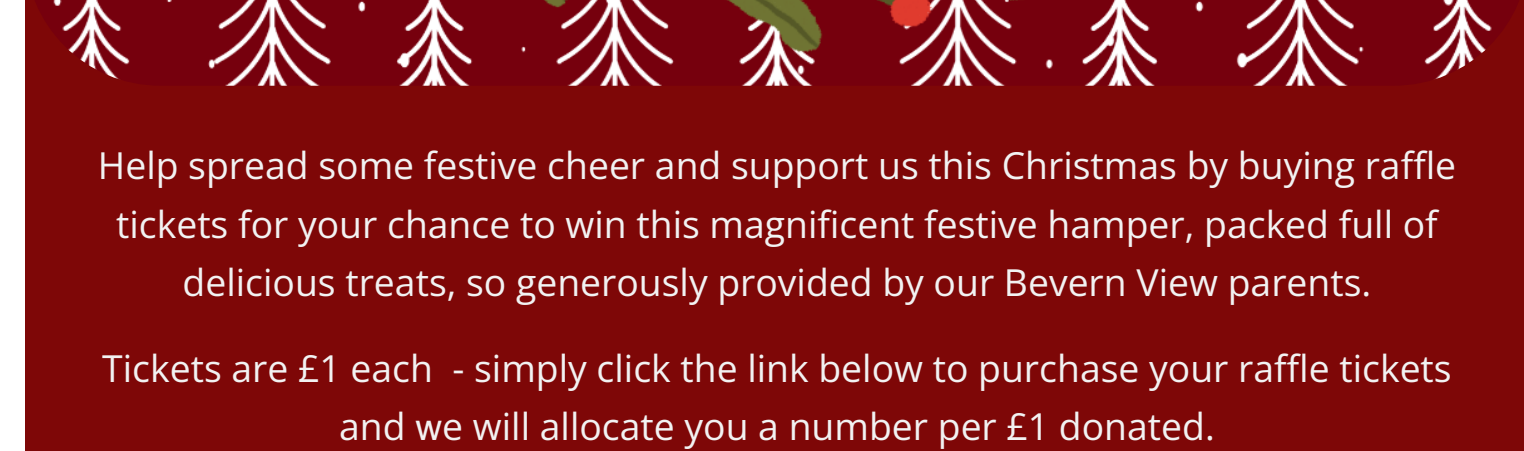 Help spread some festive cheer and support us this Christmas by buying raffle
tickets for your chance to win this magnificent festive hamper, packed full of
delicious treats, so generously provided by our Bevern View parents.
Tickets are £1 each  - simply click the link below to purchase your raffle tickets
and we will allocate you a number per £1 donated.